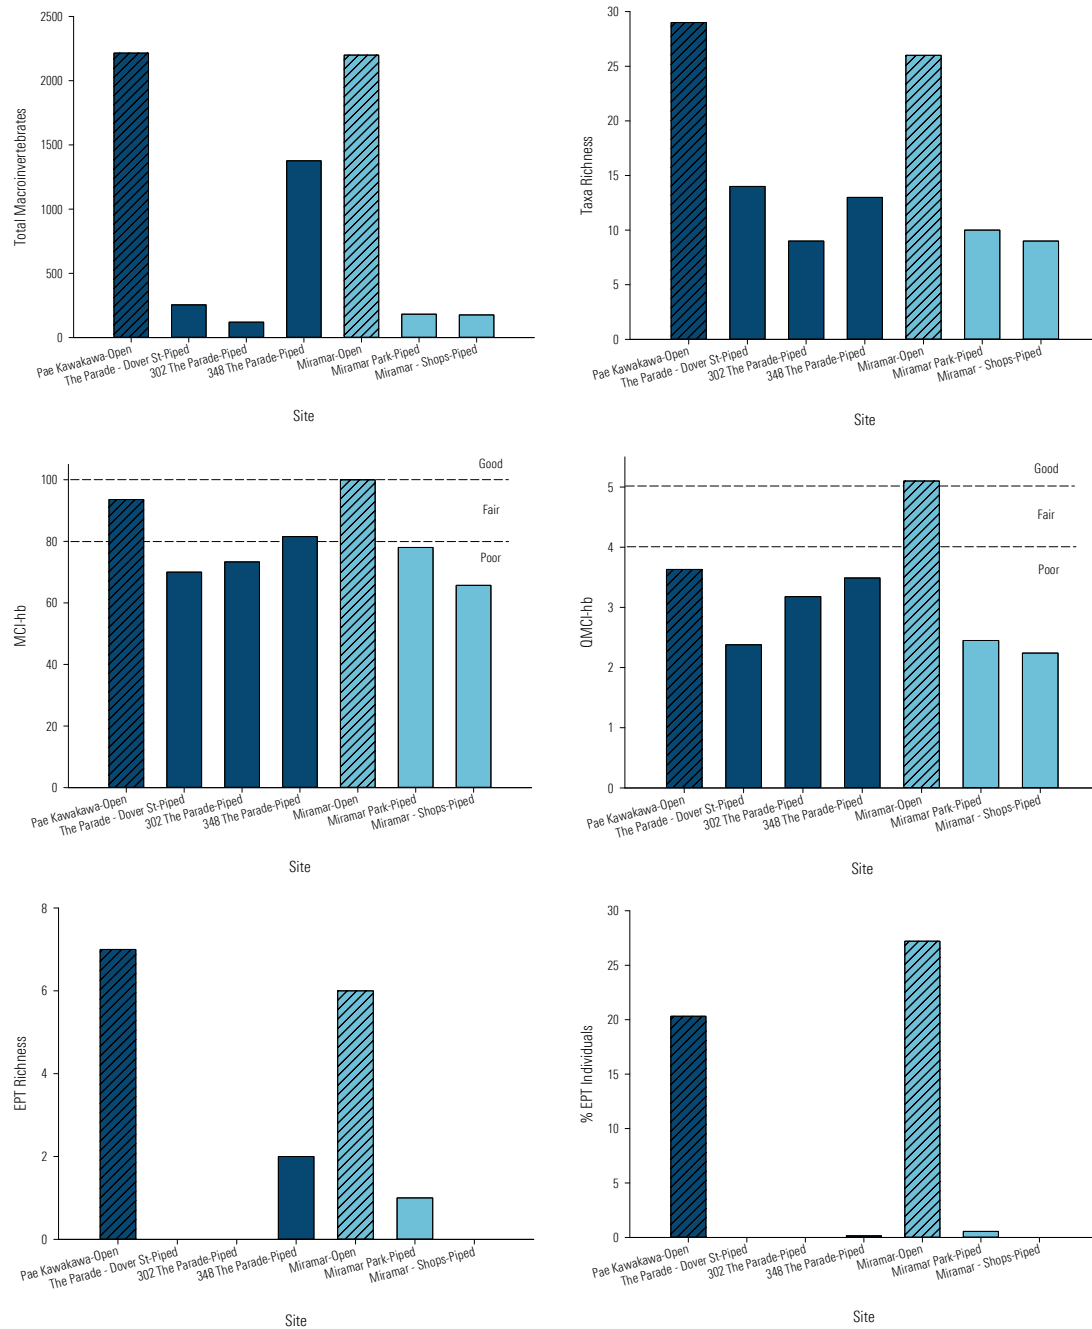 Total Macroinvertebrates
2500
2000
1500
1000
500
0
Pae Kawakawa-Open
The Parade - Dover St-Piped
302 The Parade-Piped
348 The Parade-Piped
Miramar-Open
Miramar Park-Piped
Miramar - Shops-Piped
Site
Taxa Richness
30
25
20
15
10
5
0
Pae Kawakawa-Open
The Parade - Dover St-Piped
302 The Parade-Piped
348 The Parade-Piped
Miramar-Open
Miramar Park-Piped
Miramar - Shops-Piped
Site
MCI-hb
100
80
60
40
20
0
Good
Fair
Poor
Pae Kawakawa-Open
The Parade - Dover St-Piped
302 The Parade-Piped
348 The Parade-Piped
Miramar-Open
Miramar Park-Piped
Miramar - Shops-Piped
Site
QMCI-hb
5
4
3
2
1
0
Good
Fair
Poor
Pae Kawakawa-Open
The Parade - Dover St-Piped
302 The Parade-Piped
348 The Parade-Piped
Miramar-Open
Miramar Park-Piped
Miramar - Shops-Piped
Site
EPT Richness
8
6
4
2
0
Pae Kawakawa-Open
The Parade - Dover St-Piped
302 The Parade-Piped
348 The Parade-Piped
Miramar-Open
Miramar Park-Piped
Miramar - Shops-Piped
Site
% EPT Individuals
30
25
20
15
10
5
0
Pae Kawakawa-Open
The Parade - Dover St-Piped
302 The Parade-Piped
348 The Parade-Piped
Miramar-Open
Miramar Park-Piped
Miramar - Shops-Piped
Site